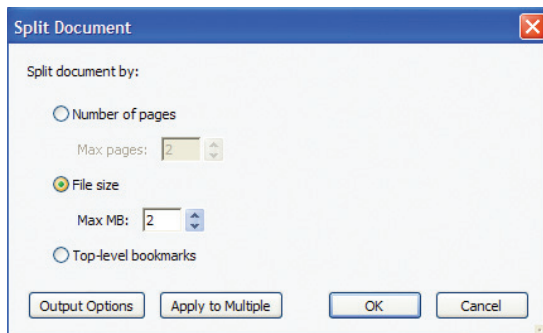 Split Document
Split document by:
Number of pages
Max pages: 2
File size
Max MB: 2
Top-level bookmarks
Output Options Apply to Multiple OK Cancel